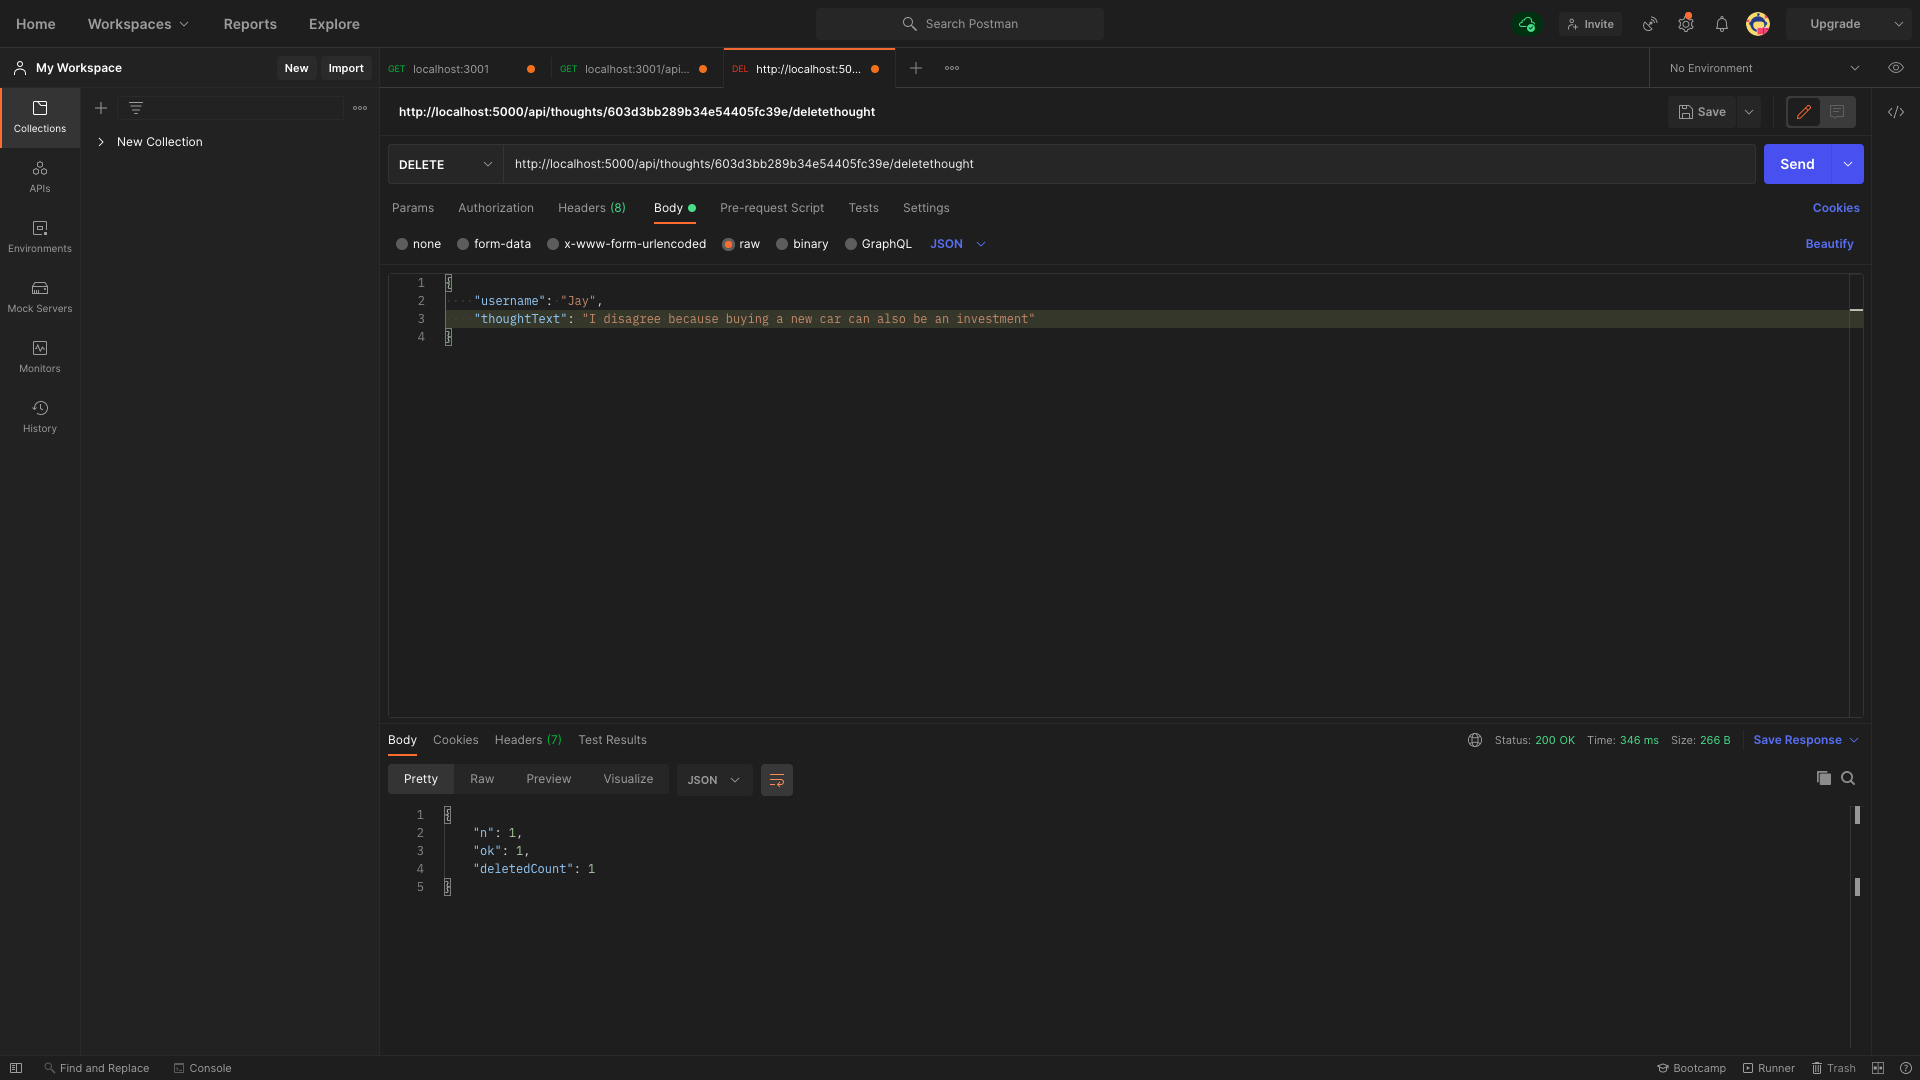 Home
Workspaces
Reports
Explore
Search Postman
Invite
Upgrade
My Workspace
New
Import
GET localhost:3001
GET localhost:3001/api...
DEL http://localhost:50...
No Environment
Collections
New Collection
APIs
Environments
Mock Servers
Monitors
History
http://localhost:5000/api/thoughts/603d3bb289b34e54405fc39e/deletethought
Save
DELETE
http://localhost:5000/api/thoughts/603d3bb289b34e54405fc39e/deletethought
Send
Params
Authorization
Headers (8)
Body
Pre-request Script
Tests
Settings
Cookies
none
form-data
x-www-form-urlencoded
raw
binary
GraphQL
JSON
Beautify
1 {
2 "username": "Jay",
3 "thoughtText": "I disagree because buying a new car can also be an investment"
4 }
Body
Cookies
Headers (7)
Test Results
Status: 200 OK
Time: 346 ms
Size: 266 B
Save Response
Pretty
Raw
Preview
Visualize
JSON
1 {
2 "n": 1,
3 "ok": 1,
4 "deletedCount": 1
5 }
Find and Replace
Console
Bootcamp
Runner
Trash